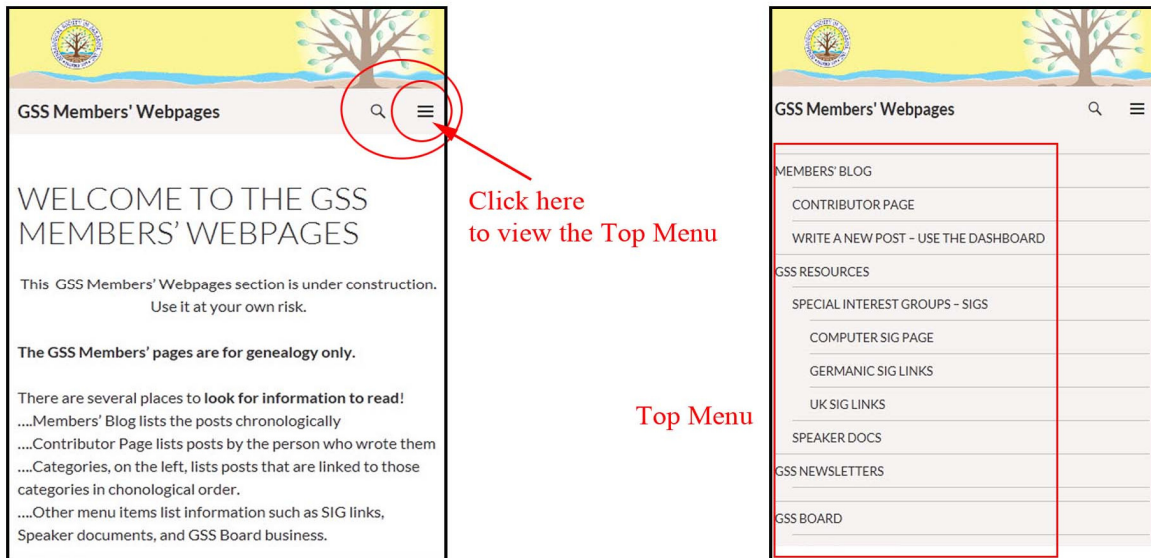 GSS Members' Webpages
WELCOME TO THE GSS
MEMBERS' WEBPAGES
This GSS Members' Webpages section is under construction.
Use it at your own risk.
The GSS Members' pages are for genealogy only.
There are several places to look for information to read!
....Members' Blog lists the posts chronologically
....Contributor Page lists posts by the person who wrote them
....Categories, on the left, lists posts that are linked to those
categories in chonological order.
....Other menu items list information such as SIG links,
Speaker documents, and GSS Board business.
Click here
to view the Top Menu
Top Menu
GSS Members' Webpages
MEMBERS' BLOG
CONTRIBUTOR PAGE
WRITE A NEW POST – USE THE DASHBOARD
GSS RESOURCES
SPECIAL INTEREST GROUPS – SIGS
COMPUTER SIG PAGE
GERMANIC SIG LINKS
UK SIG LINKS
SPEAKER DOCS
GSS NEWSLETTERS
GSS BOARD